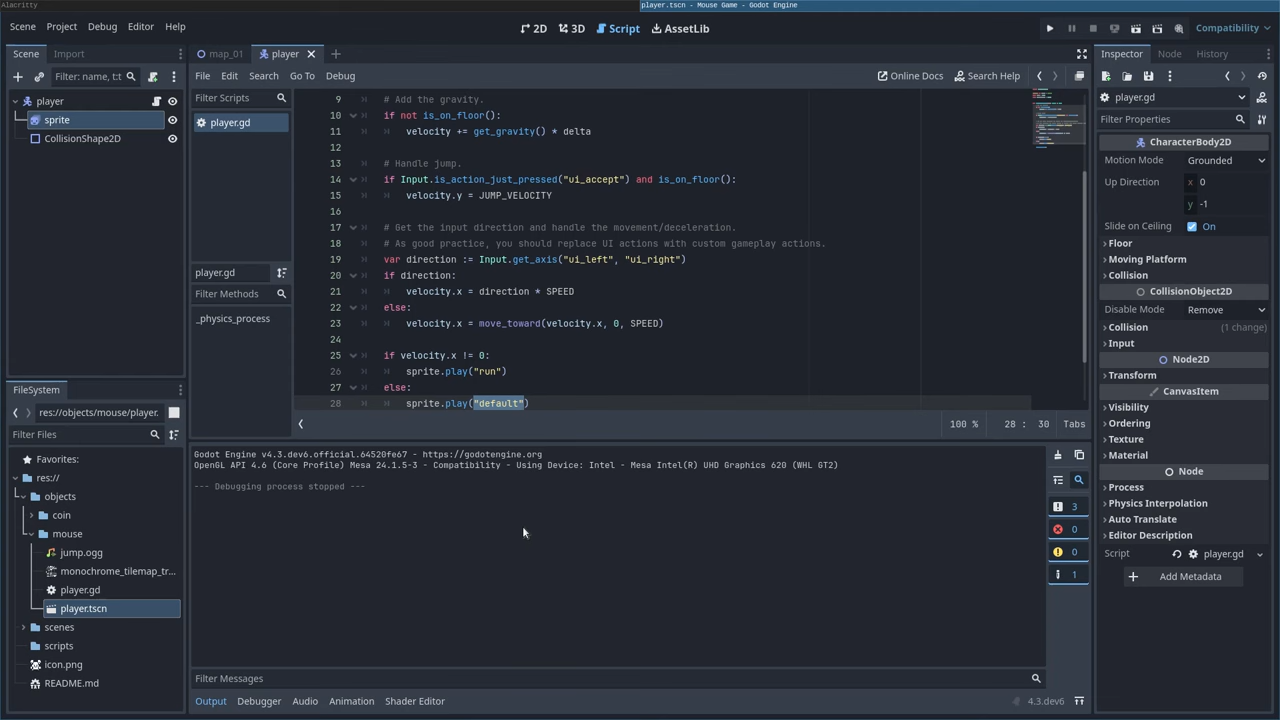 Alacritty
player.tscn - Mouse Game - Godot Engine
Scene Project Debug Editor Help
2D 3D Script AssetLib
Compatibility
Scene Import
Filter: name, t:t
player
sprite
CollisionShape2D
FileSystem
res://objects/mouse/player.
Filter Files
Favorites:
res://
objects
coin
mouse
jump.ogg
monochrome_tilemap_tr...
player.gd
player.tscn
scenes
scripts
icon.png
README.md
map_01 player
File Edit Search Go To Debug
Online Docs Search Help
Filter Scripts
player.gd
player.gd
Filter Methods
_physics_process
9 # Add the gravity.
10 if not is_on_floor():
11 velocity += get_gravity() * delta
12
13 # Handle jump.
14 if Input.is_action_just_pressed("ui_accept") and is_on_floor():
15 velocity.y = JUMP_VELOCITY
16
17 # Get the input direction and handle the movement/deceleration.
18 # As good practice, you should replace UI actions with custom gameplay actions.
19 var direction := Input.get_axis("ui_left", "ui_right")
20 if direction:
21 velocity.x = direction * SPEED
22 else:
23 velocity.x = move_toward(velocity.x, 0, SPEED)
24
25 if velocity.x != 0:
26 sprite.play("run")
27 else:
28 sprite.play("default")
100 % 28 : 30 Tabs
Godot Engine v4.3.dev6.official.64520fe67 - https://godotengine.org
OpenGL API 4.6 (Core Profile) Mesa 24.1.5-3 - Compatibility - Using Device: Intel - Mesa Intel(R) UHD Graphics 620 (WHL GT2)
--- Debugging process stopped ---
3
0
0
1
Filter Messages
Output Debugger Audio Animation Shader Editor
4.3.dev6
Inspector Node History
player.gd
Filter Properties
CharacterBody2D
Motion Mode Grounded
Up Direction x 0
y -1
Slide on Ceiling On
Floor
Moving Platform
Collision
CollisionObject2D
Disable Mode Remove
Collision (1 change)
Input
Node2D
Transform
CanvasItem
Visibility
Ordering
Texture
Material
Node
Process
Physics Interpolation
Auto Translate
Editor Description
Script player.gd
Add Metadata